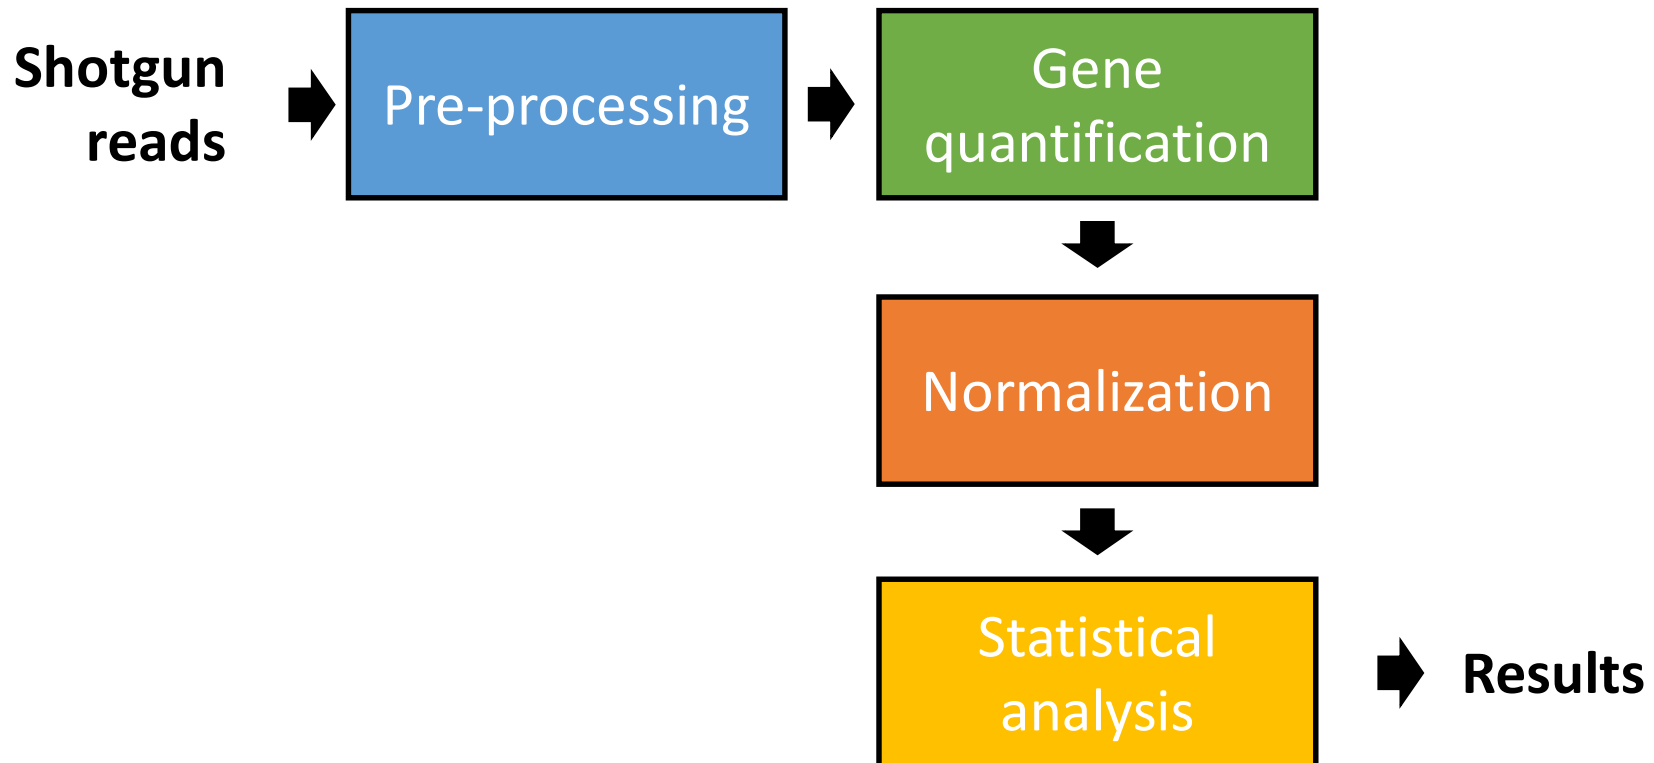 Shotgun
reads
Pre-processing
Gene
quantification
Normalization
Statistical
analysis
Results